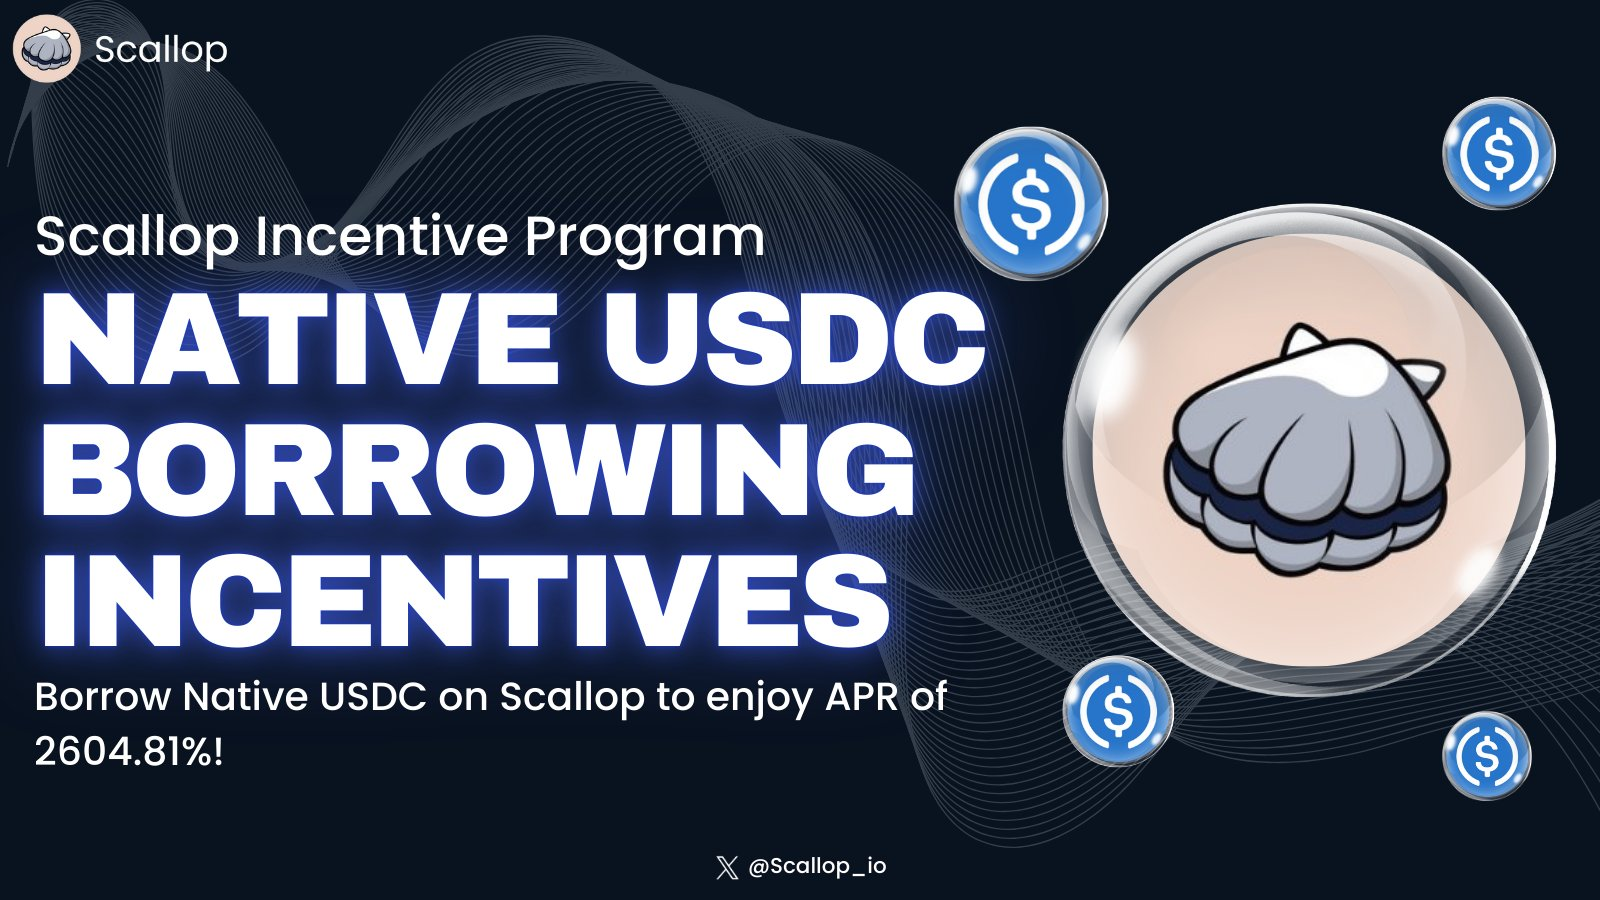 Scallop
Scallop Incentive Program
NATIVE USDC
BORROWING
INCENTIVES
Borrow Native USDC on Scallop to enjoy APR of
2604.81%!
@Scallop_io